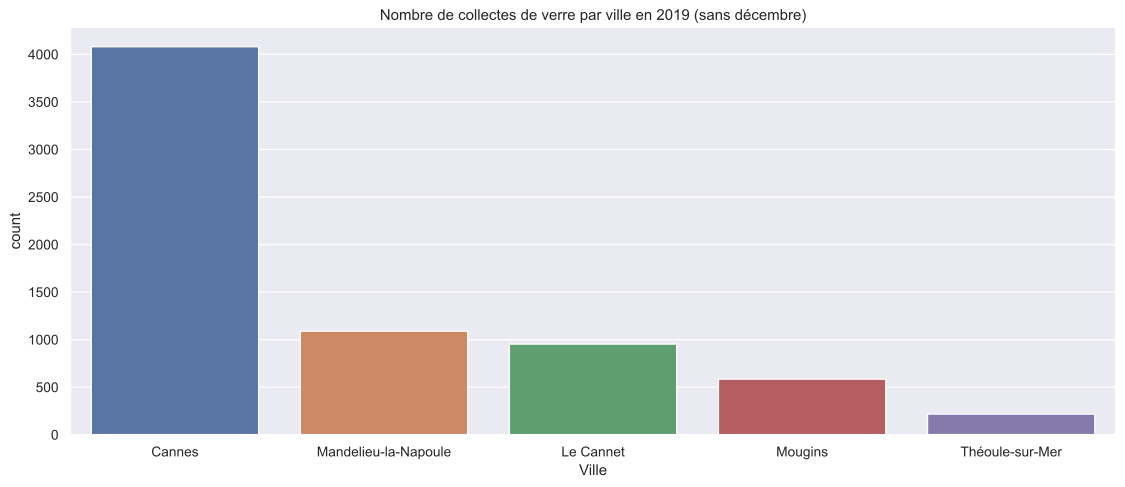 Nombre de collectes de verre par ville en 2019 (sans décembre)
4000
3500
3000
2500
2000
1500
1000
500
0
count
Cannes
Mandelieu-la-Napoule
Le Cannet
Mougins
Théoule-sur-Mer
Ville